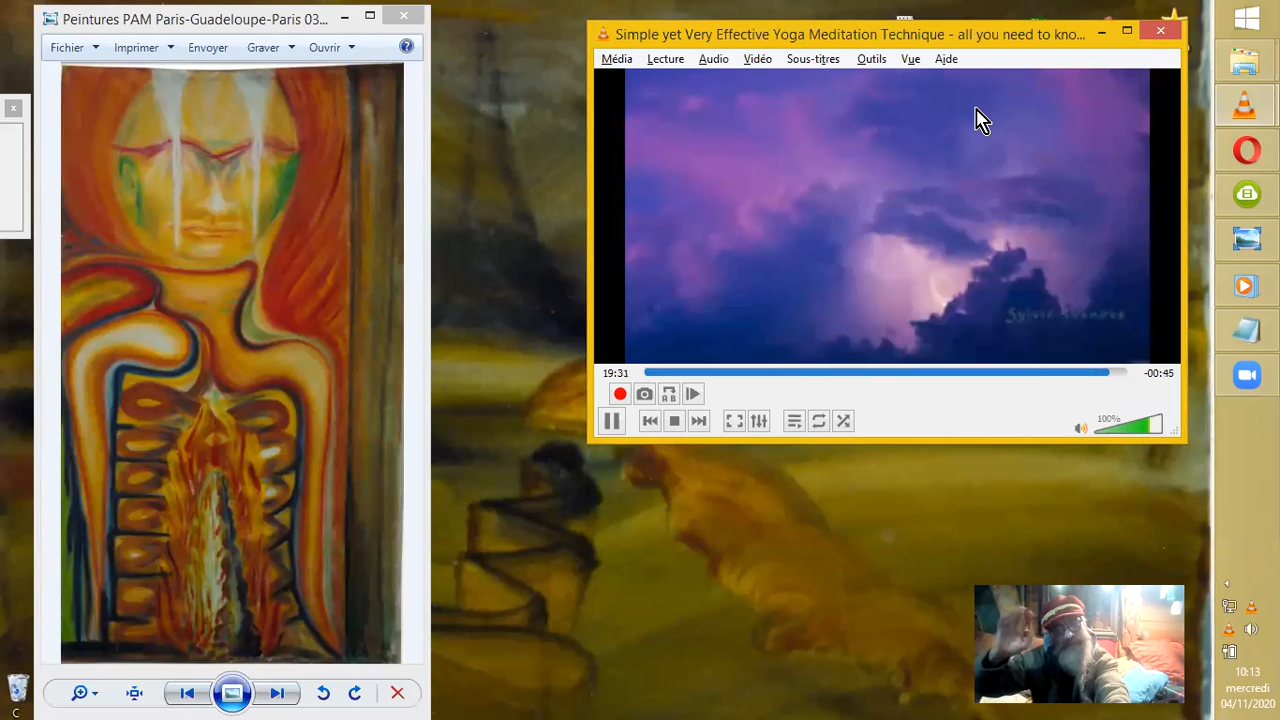 Peintures PAM Paris-Guadeloupe-Paris 03...
Fichier Imprimer Envoyer Graver Ouvrir
Simple yet Very Effective Yoga Meditation Technique - all you need to kno...
Média Lecture Audio Vidéo Sous-titres Outils Vue Aide
19:31 -00:45
100%
C
10:13
mercredi
04/11/2020